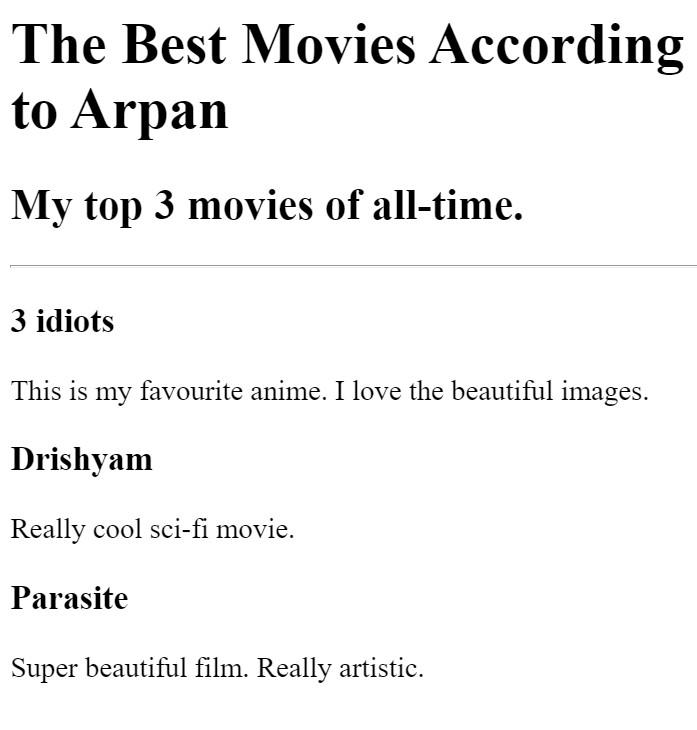 The Best Movies According
to Arpan
My top 3 movies of all-time.
3 idiots
This is my favourite anime. I love the beautiful images.
Drishyam
Really cool sci-fi movie.
Parasite
Super beautiful film. Really artistic.